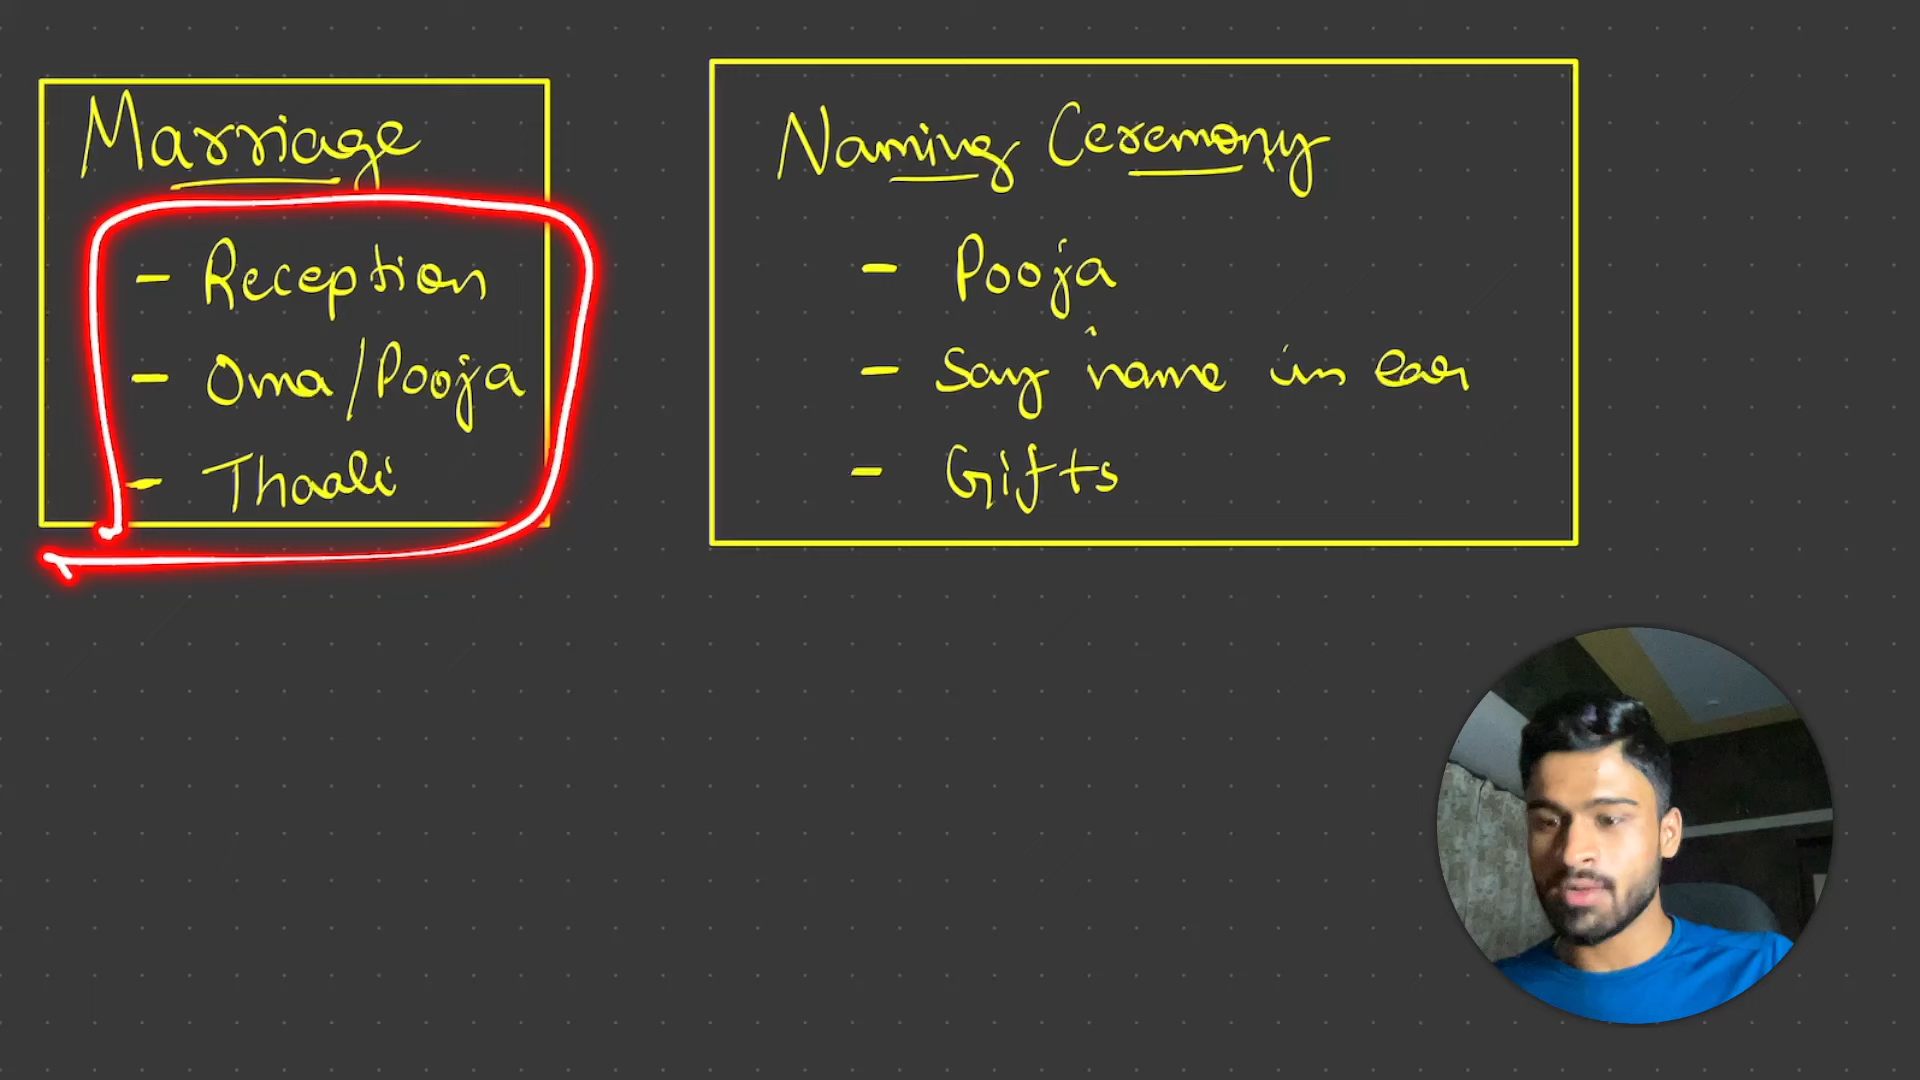 Marriage
- Reception
- Oma/Pooja
- Thaali
Naming Ceremony
- Pooja
- Say name in ear
- Gifts